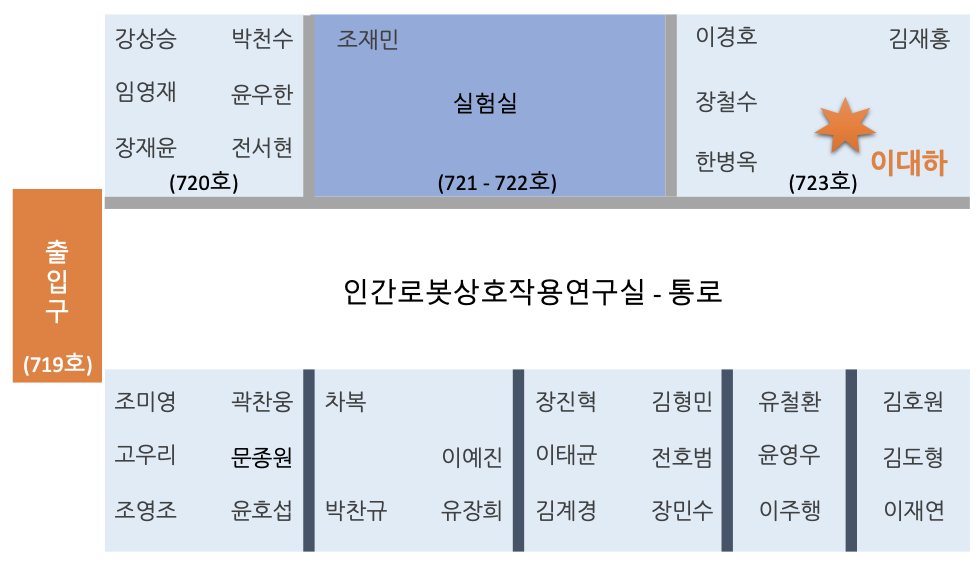 강상승 박천수
임영재 윤우한
장재윤 전서현
(720호)
조재민
실험실
(721 - 722호)
이경호 김재홍
장철수
한병옥 이대하
(723호)
출
입
구
(719호)
인간로봇상호작용연구실 - 통로
조미영 곽찬웅
고우리 문종원
조영조 윤호섭
차복
이예진
박찬규 유장희
장진혁 김형민
이태균 전호범
김계경 장민수
유철환
윤영우
이주행
김호원
김도형
이재연